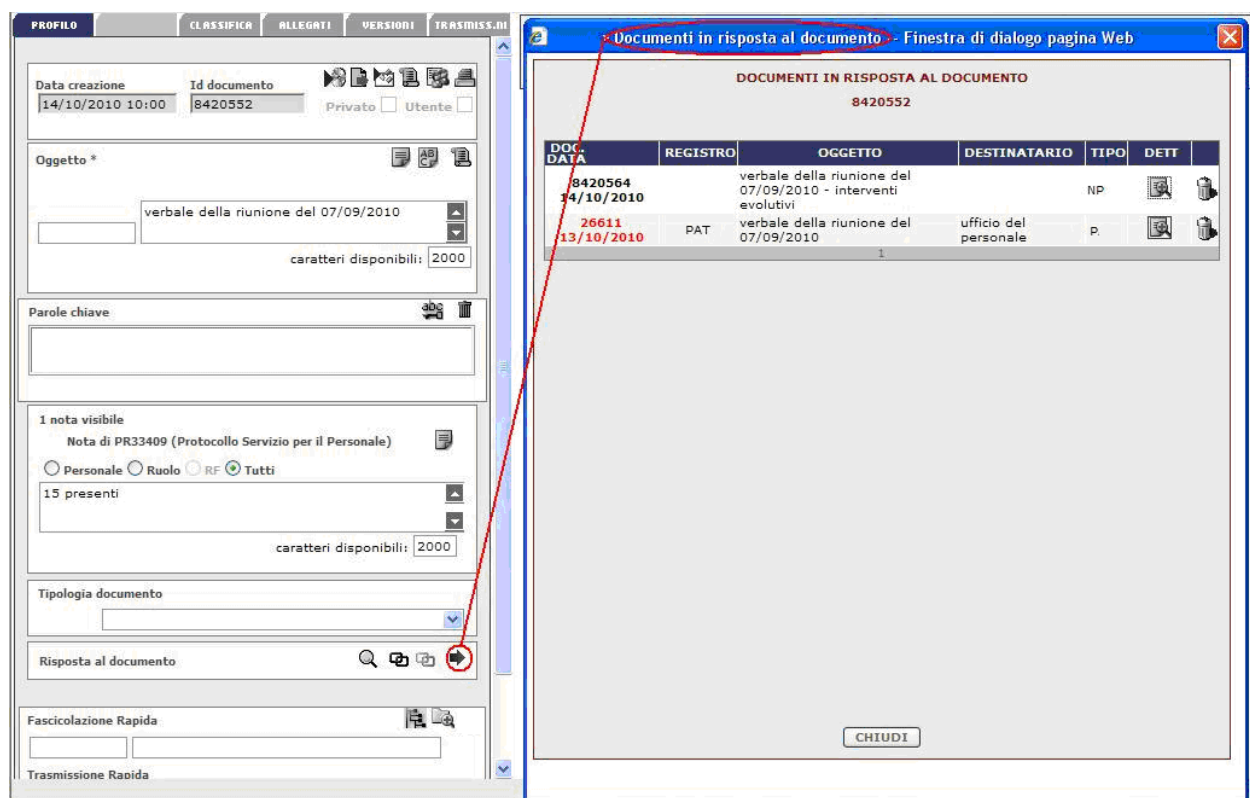 PROFILO CLASSIFICA ALLEGATI VERSIONI TRASMISS.NI
Data creazione Id documento
14/10/2010 10:00 8420552 Privato Utente
Oggetto *
verbale della riunione del 07/09/2010
caratteri disponibili: 2000
Parole chiave
1 nota visibile
Nota di PR33409 (Protocollo Servizio per il Personale)
Personale Ruolo RF Tutti
15 presenti
caratteri disponibili: 2000
Tipologia documento
Risposta al documento
Fascicolazione Rapida
Trasmissione Rapida
Documenti in risposta al documento - Finestra di dialogo pagina Web
DOCUMENTI IN RISPOSTA AL DOCUMENTO
8420552
DOC. DATA REGISTRO OGGETTO DESTINATARIO TIPO DETT
8420564 14/10/2010 verbale della riunione del 07/09/2010 - interventi evolutivi NP
26611 13/10/2010 PAT verbale della riunione del 07/09/2010 ufficio del personale P.
1
CHIUDI